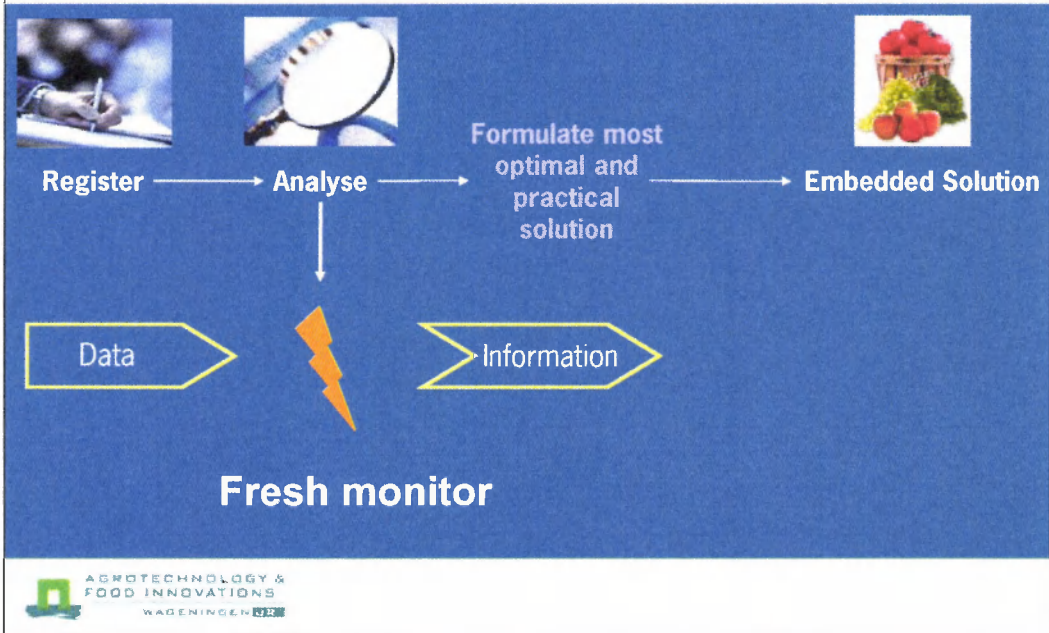 Register
Analyse
Formulate most
optimal and
practical
solution
Embedded Solution
Data
Information
Fresh monitor
AGROTECHNOLOGY &
FOOD INNOVATIONS
WAGENINGEN UR